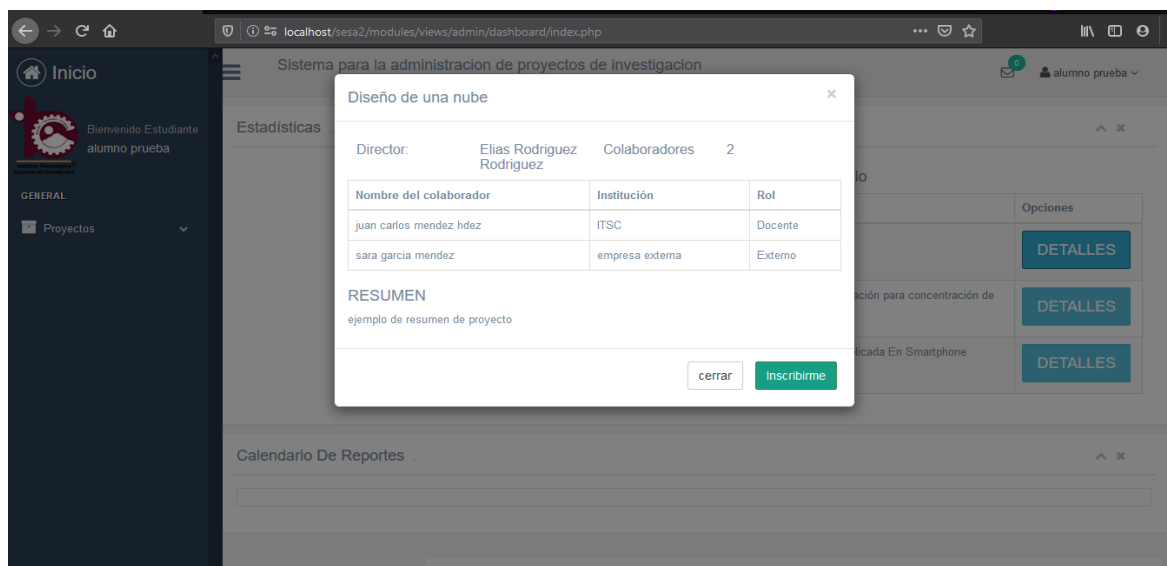 localhost/sesa2/modules/views/admin/dashboard/index.php
Inicio
Sistema para la administracion de proyectos de investigacion
0
alumno prueba
Bienvenido Estudiante
alumno prueba
GENERAL
Proyectos
Estadísticas .
Diseño de una nube
×
Director: Elias Rodriguez Rodriguez Colaboradores 2
Nombre del colaborador Institución Rol
juan carlos mendez hdez ITSC Docente
sara garcia mendez empresa externa Externo
RESUMEN
ejemplo de resumen de proyecto
cerrar Inscribirme
lo
Opciones
DETALLES
ación para concentración de
DETALLES
licada En Smartphone
DETALLES
Calendario De Reportes .